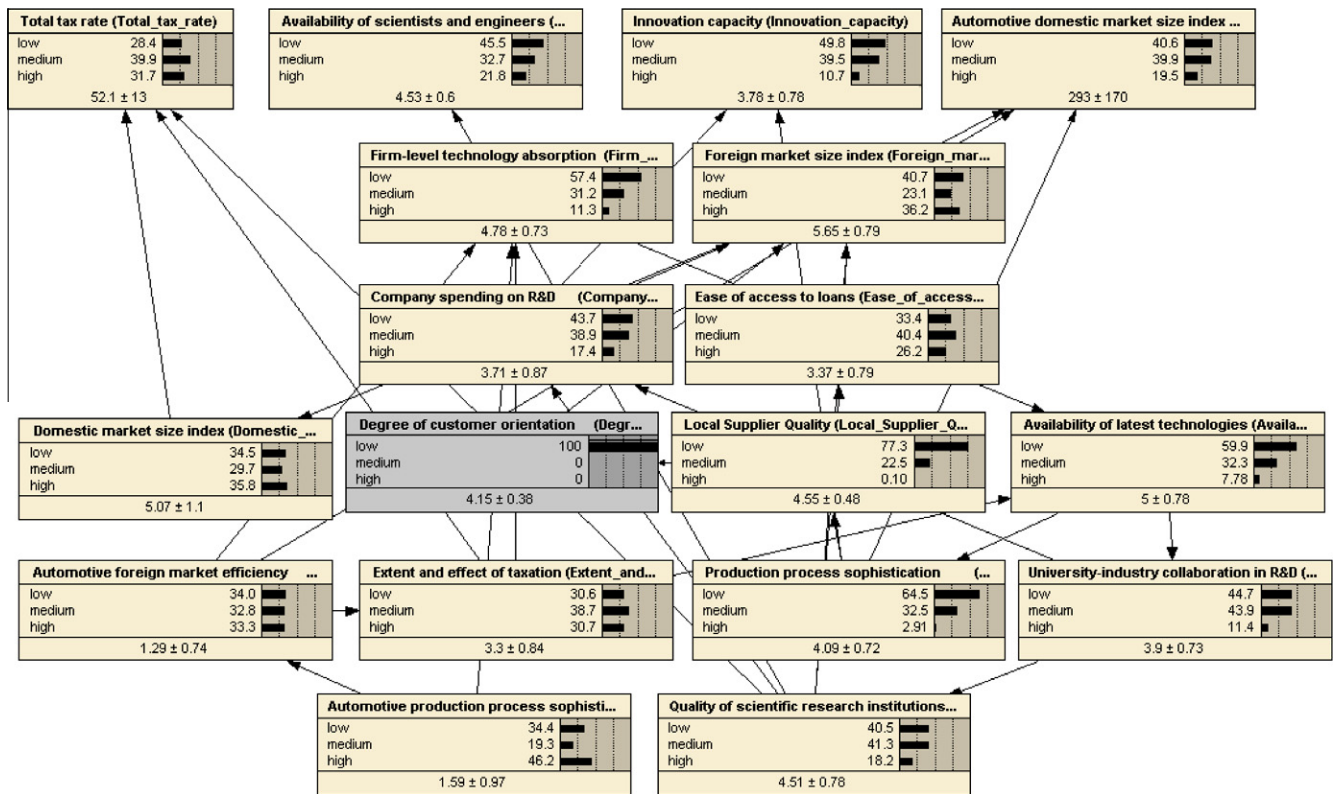 Total tax rate (Total_tax_rate)
low 28.4
medium 39.9
high 31.7
52.1 ± 13
Availability of scientists and engineers (...
low 45.5
medium 32.7
high 21.8
4.53 ± 0.6
Innovation capacity (Innovation_capacity)
low 49.8
medium 39.5
high 10.7
3.78 ± 0.78
Automotive domestic market size index ...
low 40.6
medium 39.9
high 19.5
293 ± 170
Firm-level technology absorption (Firm_...
low 57.4
medium 31.2
high 11.3
4.78 ± 0.73
Foreign market size index (Foreign_mar...
low 40.7
medium 23.1
high 36.2
5.65 ± 0.79
Company spending on R&D (Company...
low 43.7
medium 38.9
high 17.4
3.71 ± 0.87
Ease of access to loans (Ease_of_access...
low 33.4
medium 40.4
high 26.2
3.37 ± 0.79
Domestic market size index (Domestic_...
low 34.5
medium 29.7
high 35.8
5.07 ± 1.1
Degree of customer orientation (Degr...
low 100
medium 0
high 0
4.15 ± 0.38
Local Supplier Quality (Local_Supplier_Q...
low 77.3
medium 22.5
high 0.10
4.55 ± 0.48
Availability of latest technologies (Availa...
low 59.9
medium 32.3
high 7.78
5 ± 0.78
Automotive foreign market efficiency ...
low 34.0
medium 32.8
high 33.3
1.29 ± 0.74
Extent and effect of taxation (Extent_and...
low 30.6
medium 38.7
high 30.7
3.3 ± 0.84
Production process sophistication (...
low 64.5
medium 32.5
high 2.91
4.09 ± 0.72
University-industry collaboration in R&D (...
low 44.7
medium 43.9
high 11.4
3.9 ± 0.73
Automotive production process sophisti...
low 34.4
medium 19.3
high 46.2
1.59 ± 0.97
Quality of scientific research institutions...
low 40.5
medium 41.3
high 18.2
4.51 ± 0.78